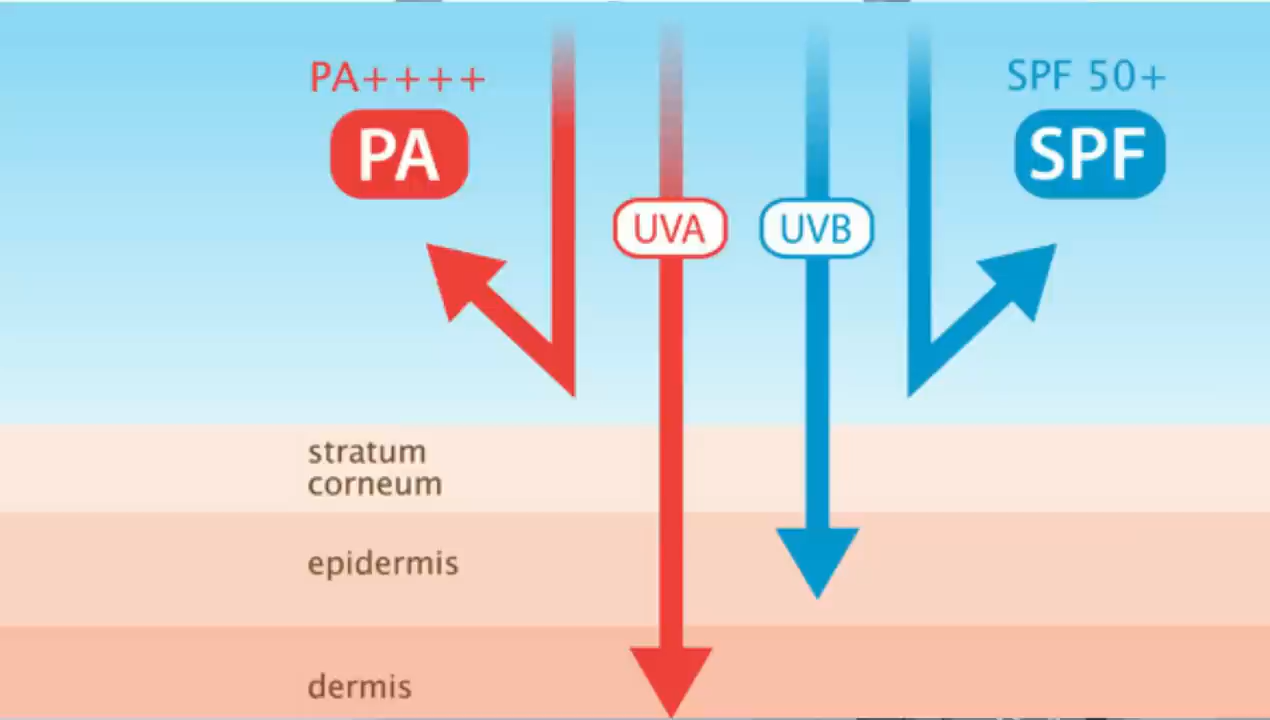 PA++++
PA
SPF 50+
SPF
UVA
UVB
stratum
corneum
epidermis
dermis